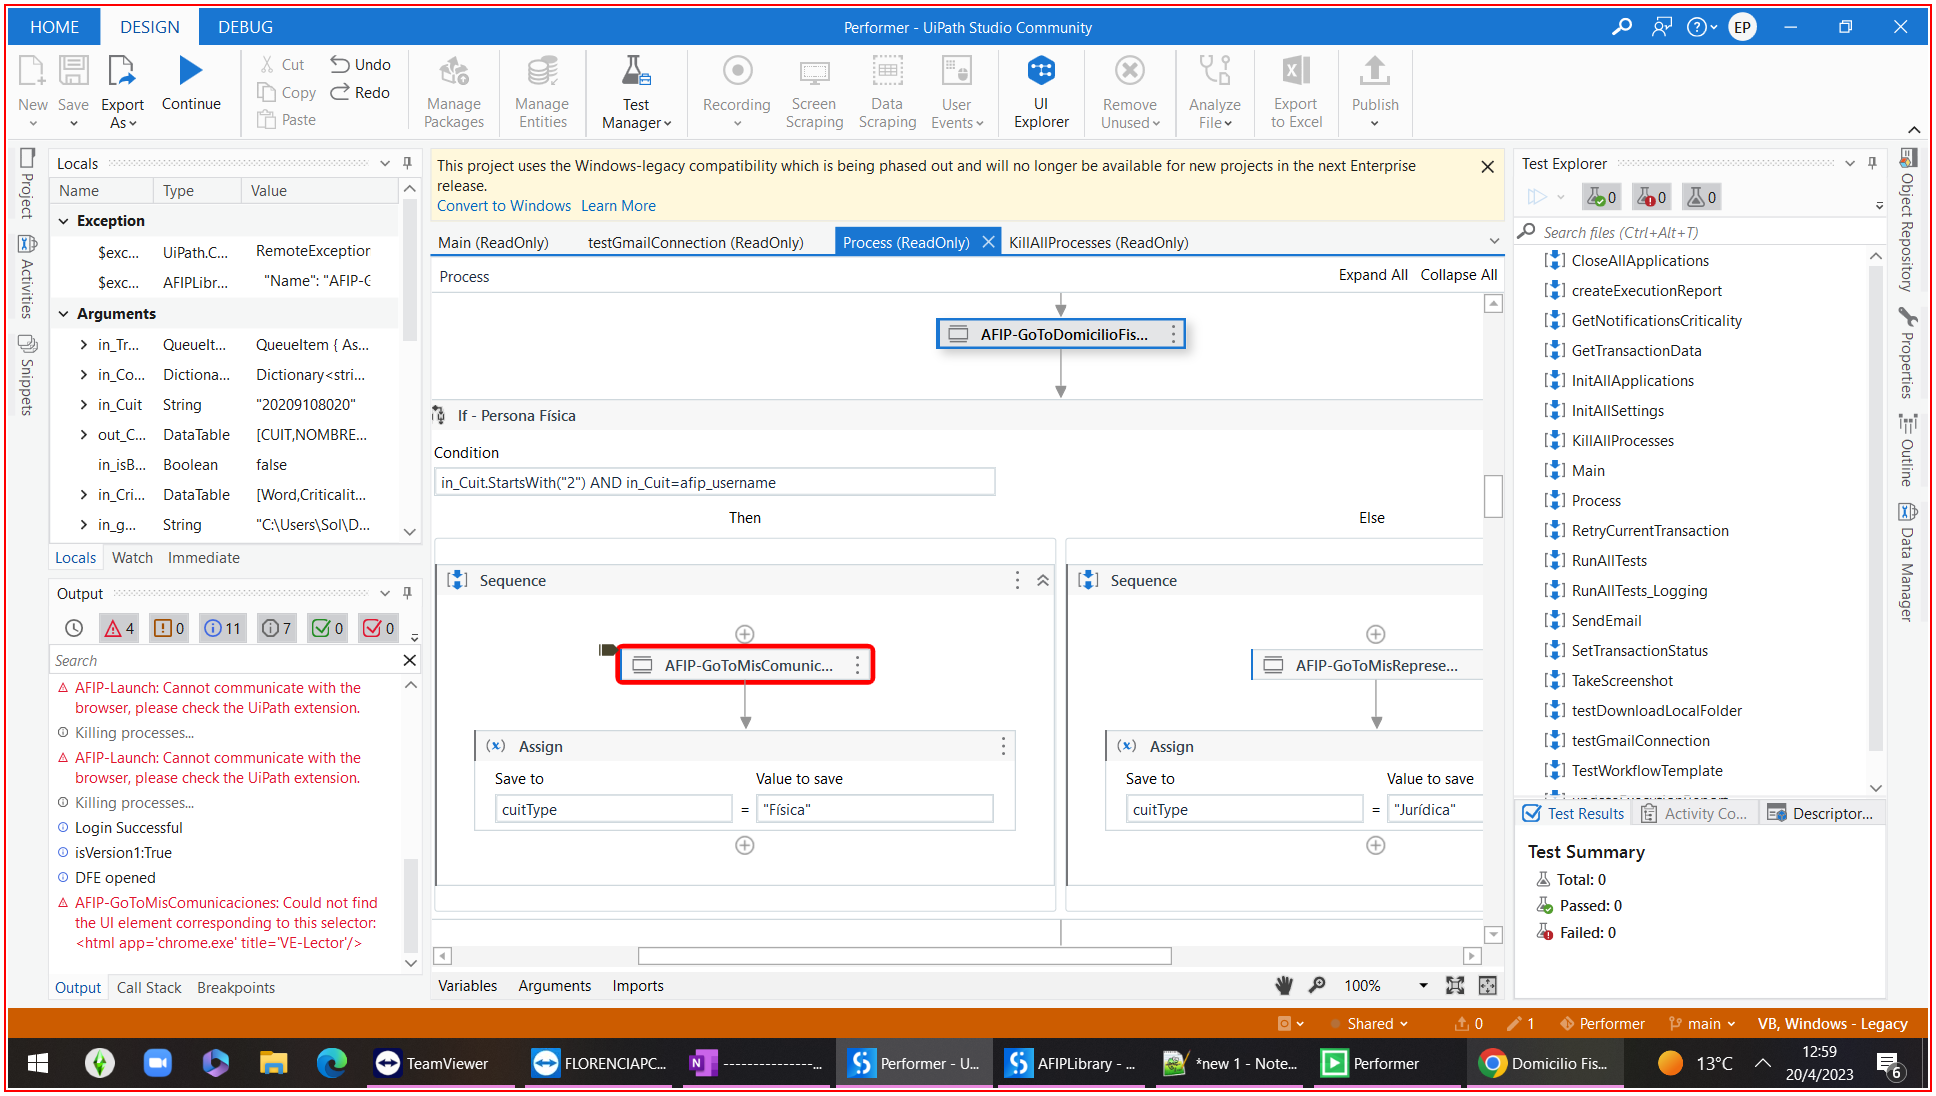 HOME DESIGN DEBUG Performer - UiPath Studio Community EP
New Save Export As Continue Cut Copy Paste Undo Redo Manage Packages Manage Entities Test Manager Recording Screen Scraping Data Scraping User Events UI Explorer Remove Unused Analyze File Export to Excel Publish
Project
Activities
Snippets
Locals
Name Type Value
Exception
$exc... UiPath.C... RemoteException
$exc... AFIPLibr... "Name": "AFIP-G
Arguments
in_Tr... QueueIt... QueueItem { As...
in_Co... Dictiona... Dictionary<stri...
in_Cuit String "20209108020"
out_C... DataTable [CUIT,NOMBRE...
in_isB... Boolean false
in_Cri... DataTable [Word,Criticalit...
in_g... String "C:\Users\Sol\D...
Locals Watch Immediate
Output
4 0 11 7 0 0
Search
AFIP-Launch: Cannot communicate with the
browser, please check the UiPath extension.
Killing processes...
AFIP-Launch: Cannot communicate with the
browser, please check the UiPath extension.
Killing processes...
Login Successful
isVersion1:True
DFE opened
AFIP-GoToMisComunicaciones: Could not find
the UI element corresponding to this selector:
<html app='chrome.exe' title='VE-Lector'/>
Output Call Stack Breakpoints
This project uses the Windows-legacy compatibility which is being phased out and will no longer be available for new projects in the next Enterprise
release.
Convert to Windows Learn More
Main (ReadOnly) testGmailConnection (ReadOnly) Process (ReadOnly) KillAllProcesses (ReadOnly)
Process Expand All Collapse All
AFIP-GoToDomicilioFis...
If - Persona Física
Condition
in_Cuit.StartsWith("2") AND in_Cuit=afip_username
Then Else
Sequence Sequence
AFIP-GoToMisComunic... AFIP-GoToMisReprese...
Assign Assign
Save to Value to save Save to Value to save
cuitType = "Física" cuitType = "Jurídica"
Variables Arguments Imports 100%
Test Explorer
0 0 0
Search files (Ctrl+Alt+T)
CloseAllApplications
createExecutionReport
GetNotificationsCriticality
GetTransactionData
InitAllApplications
InitAllSettings
KillAllProcesses
Main
Process
RetryCurrentTransaction
RunAllTests
RunAllTests_Logging
SendEmail
SetTransactionStatus
TakeScreenshot
testDownloadLocalFolder
testGmailConnection
TestWorkflowTemplate
Test Results Activity Co... Descriptor...
Test Summary
Total: 0
Passed: 0
Failed: 0
Object Repository
Properties
Outline
Data Manager
Shared 0 1 Performer main VB, Windows - Legacy
TeamViewer FLORENCIAPC... ---------------... Performer - U... AFIPLibrary - ... *new 1 - Note... Performer Domicilio Fis... 13°C 12:59
20/4/2023 6